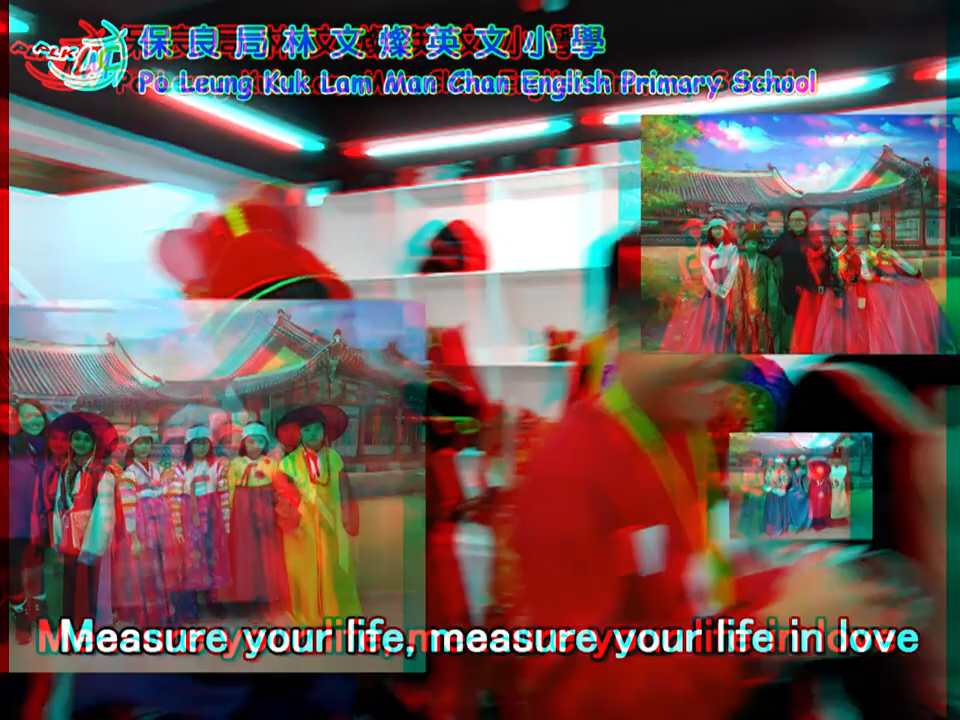 PLK
保良局林文燦英文小學
Po Leung Kuk Lam Man Chan English Primary School
Measure your life, measure your life in love